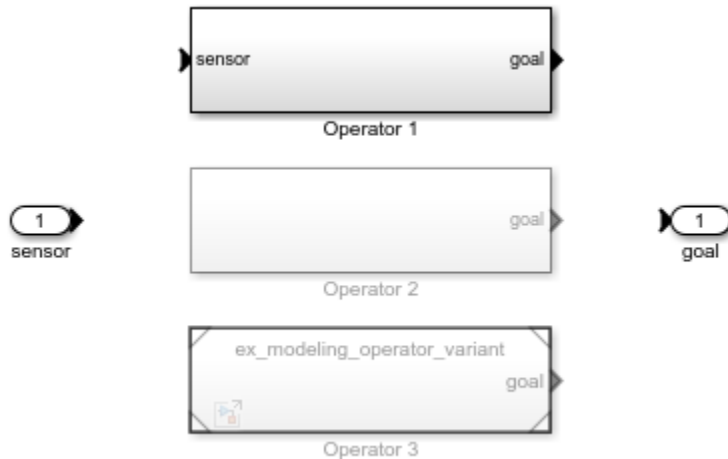 sensor goal
Operator 1
1
sensor
goal
Operator 2
1
goal
ex_modeling_operator_variant
goal
Operator 3